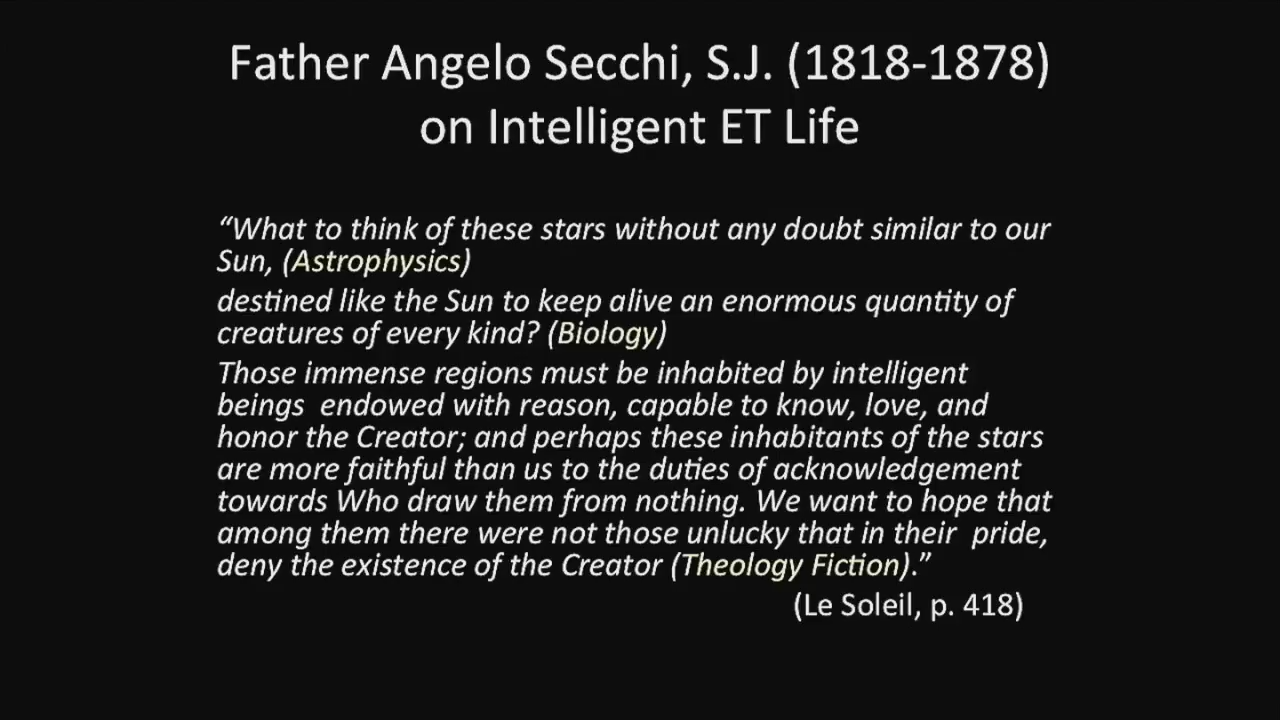 Father Angelo Secchi, S.J. (1818-1878)
on Intelligent ET Life
“What to think of these stars without any doubt similar to our
Sun, (Astrophysics)
destined like the Sun to keep alive an enormous quantity of
creatures of every kind? (Biology)
Those immense regions must be inhabited by intelligent
beings  endowed with reason, capable to know, love, and
honor the Creator; and perhaps these inhabitants of the stars
are more faithful than us to the duties of acknowledgement
towards Who draw them from nothing. We want to hope that
among them there were not those unlucky that in their  pride,
deny the existence of the Creator (Theology Fiction).”
(Le Soleil, p. 418)